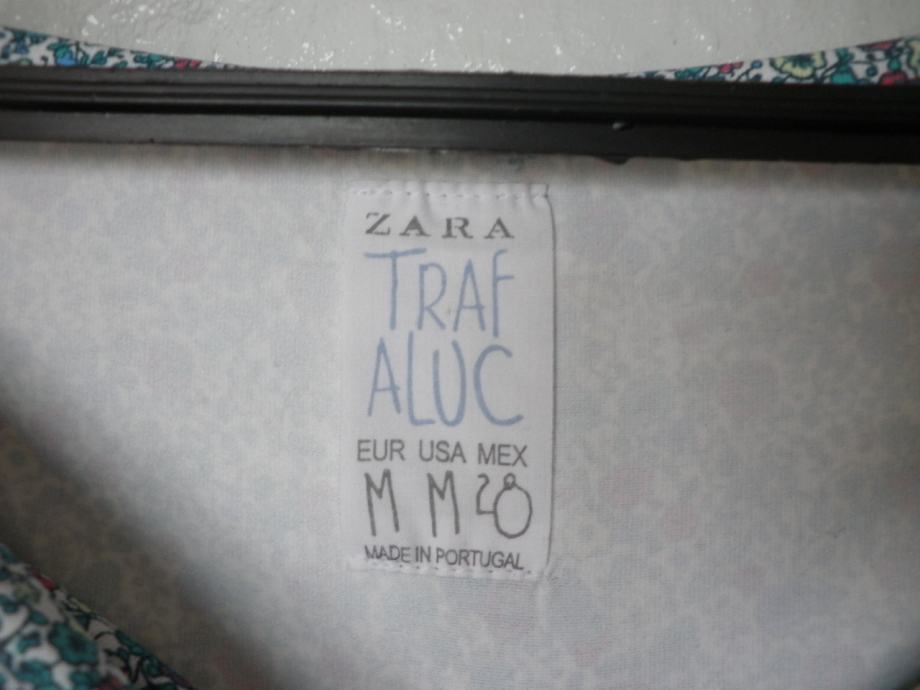 ZARA
TRAF
ALUC
EUR USA MEX
M M 28
MADE IN PORTUGAL